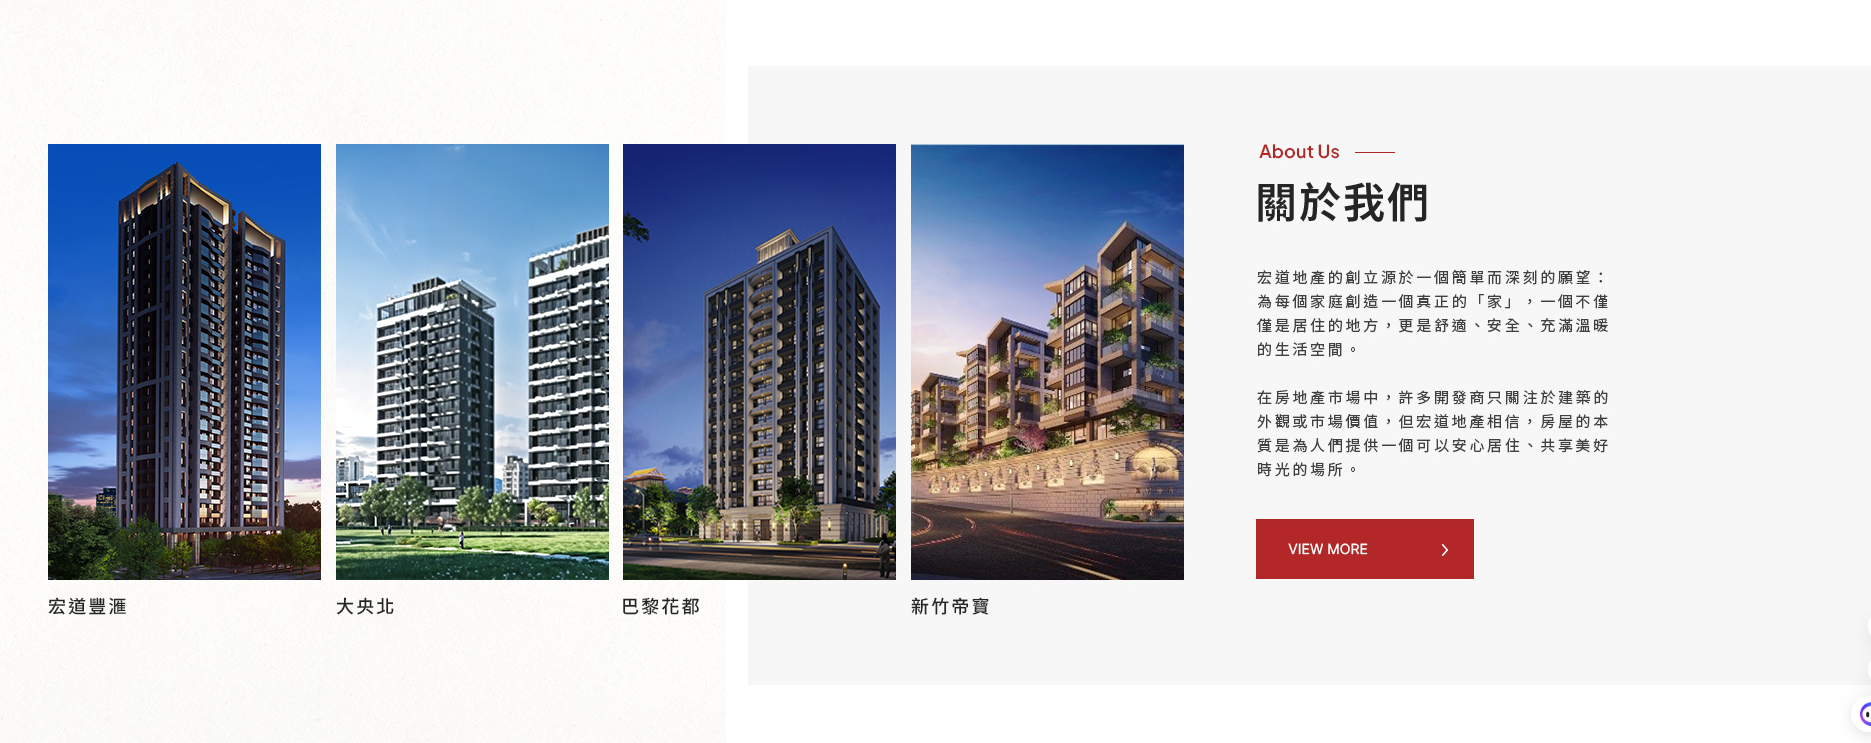 宏道豐滙
大央北
巴黎花都
新竹帝寶
About Us
關於我們
宏道地產的創立源於一個簡單而深刻的願望：
為每個家庭創造一個真正的「家」，一個不僅
僅是居住的地方，更是舒適、安全、充滿溫暖
的生活空間。
在房地產市場中，許多開發商只關注於建築的
外觀或市場價值，但宏道地產相信，房屋的本
質是為人們提供一個可以安心居住、共享美好
時光的場所。
VIEW MORE